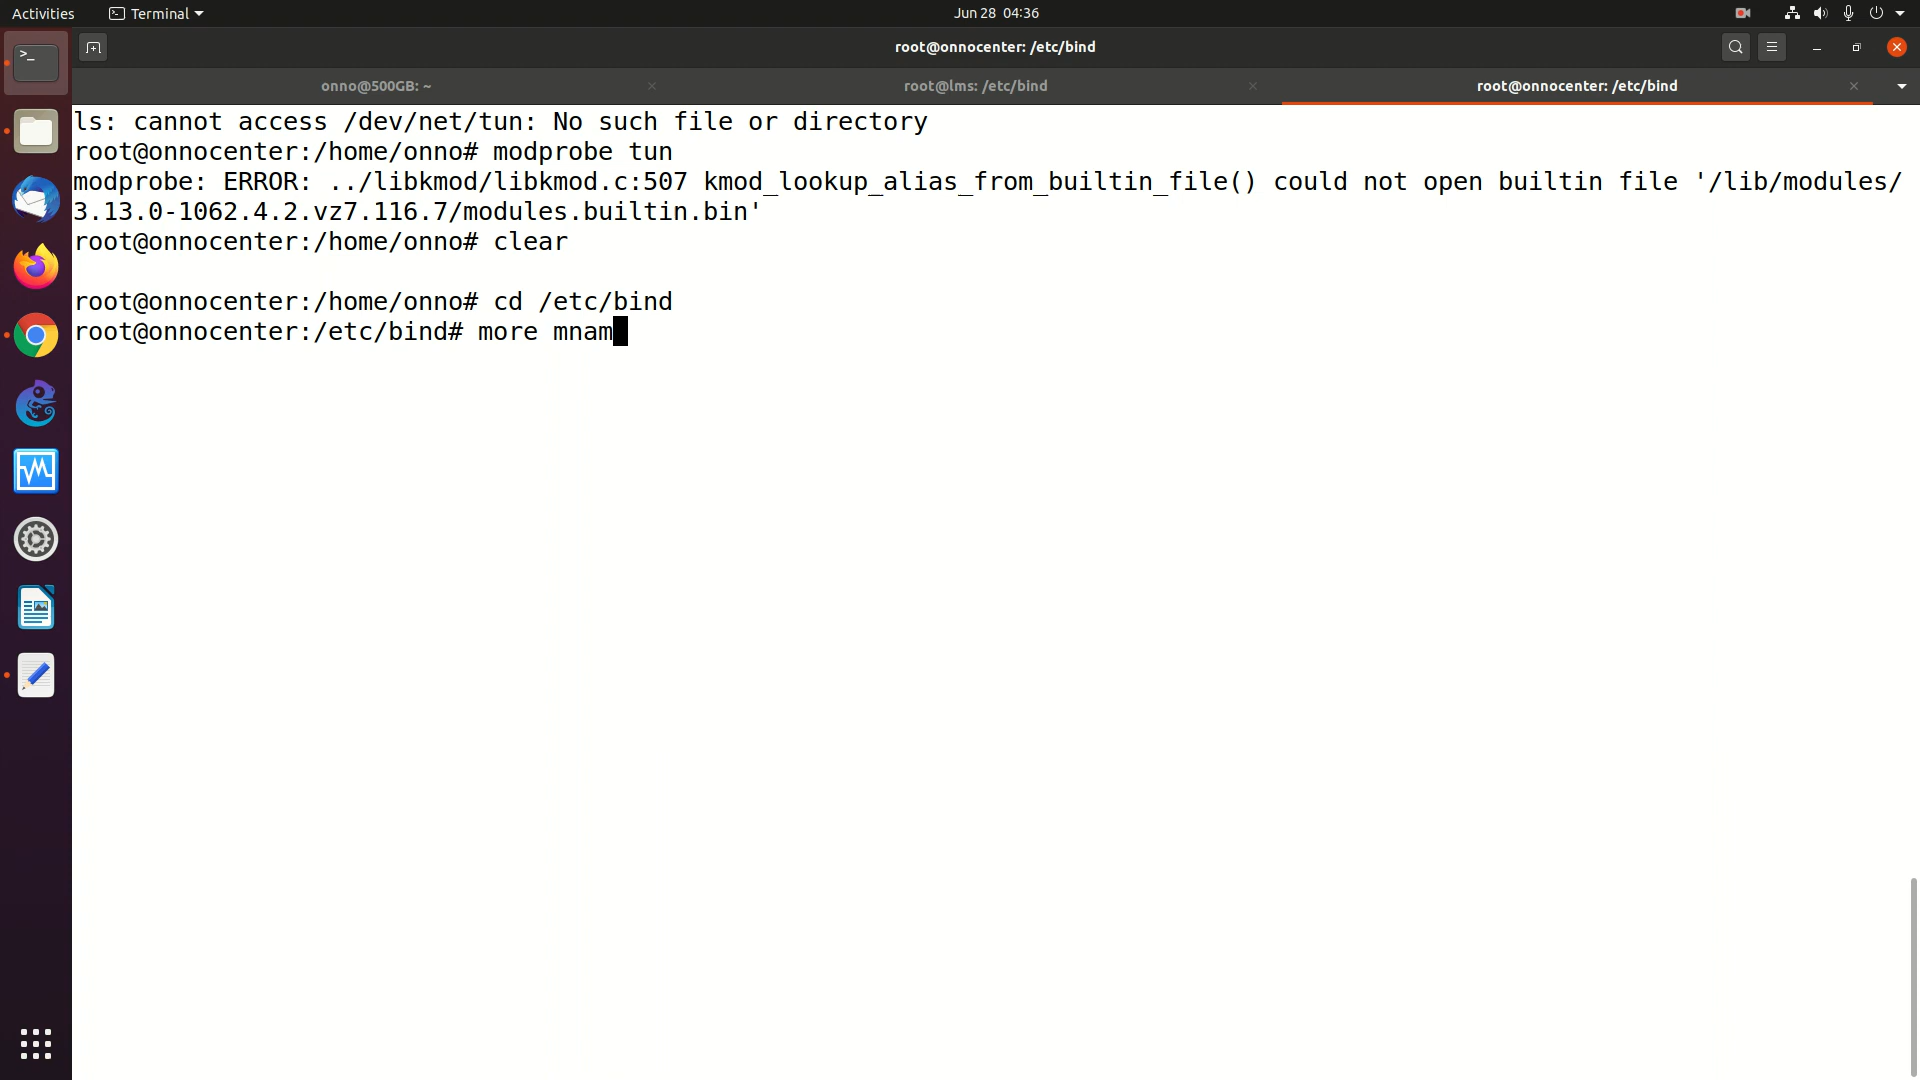 Activities Terminal Jun 28 04:36
root@onnocenter: /etc/bind
onno@500GB: ~ root@lms: /etc/bind root@onnocenter: /etc/bind
ls: cannot access /dev/net/tun: No such file or directory
root@onnocenter:/home/onno# modprobe tun
modprobe: ERROR: ../libkmod/libkmod.c:507 kmod_lookup_alias_from_builtin_file() could not open builtin file '/lib/modules/
3.13.0-1062.4.2.vz7.116.7/modules.builtin.bin'
root@onnocenter:/home/onno# clear
root@onnocenter:/home/onno# cd /etc/bind
root@onnocenter:/etc/bind# more mnam